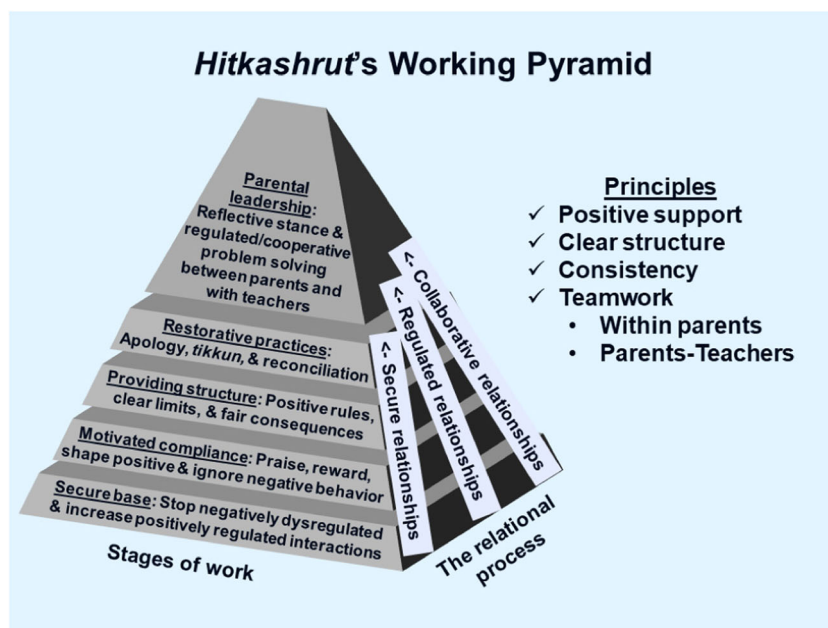 Hitkashrut's Working Pyramid
Parental
leadership:
Reflective stance &
regulated/cooperative
problem solving
between parents and
with teachers
Restorative practices:
Apology, tikkun, & reconciliation
Providing structure: Positive rules,
clear limits, & fair consequences
Motivated compliance: Praise, reward,
shape positive & ignore negative behavior
Secure base: Stop negatively dysregulated
& increase positively regulated interactions
Stages of work
<- Secure relationships
<- Regulated relationships
<- Collaborative relationships
The relational
process
Principles
✓ Positive support
✓ Clear structure
✓ Consistency
✓ Teamwork
• Within parents
• Parents-Teachers